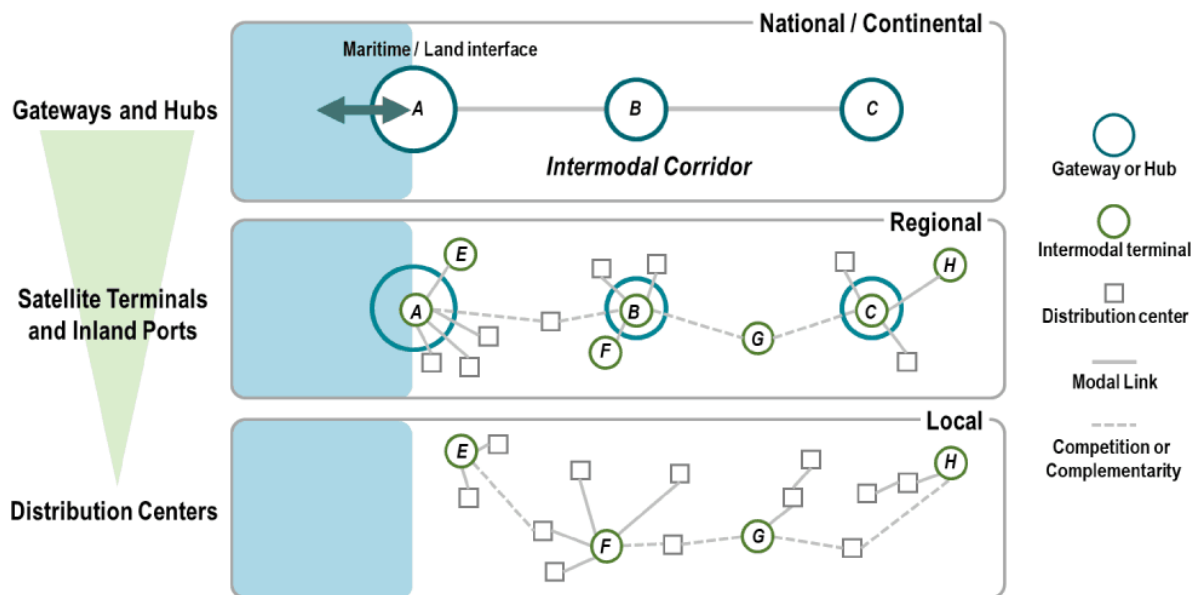 National / Continental
Maritime / Land interface
Gateways and Hubs
A
B
C
Intermodal Corridor
Gateway or Hub
Regional
E
H
Intermodal terminal
Satellite Terminals
and Inland Ports
A
B
C
F
G
Distribution center
Modal Link
Local
E
H
Competition or
Complementarity
Distribution Centers
F
G